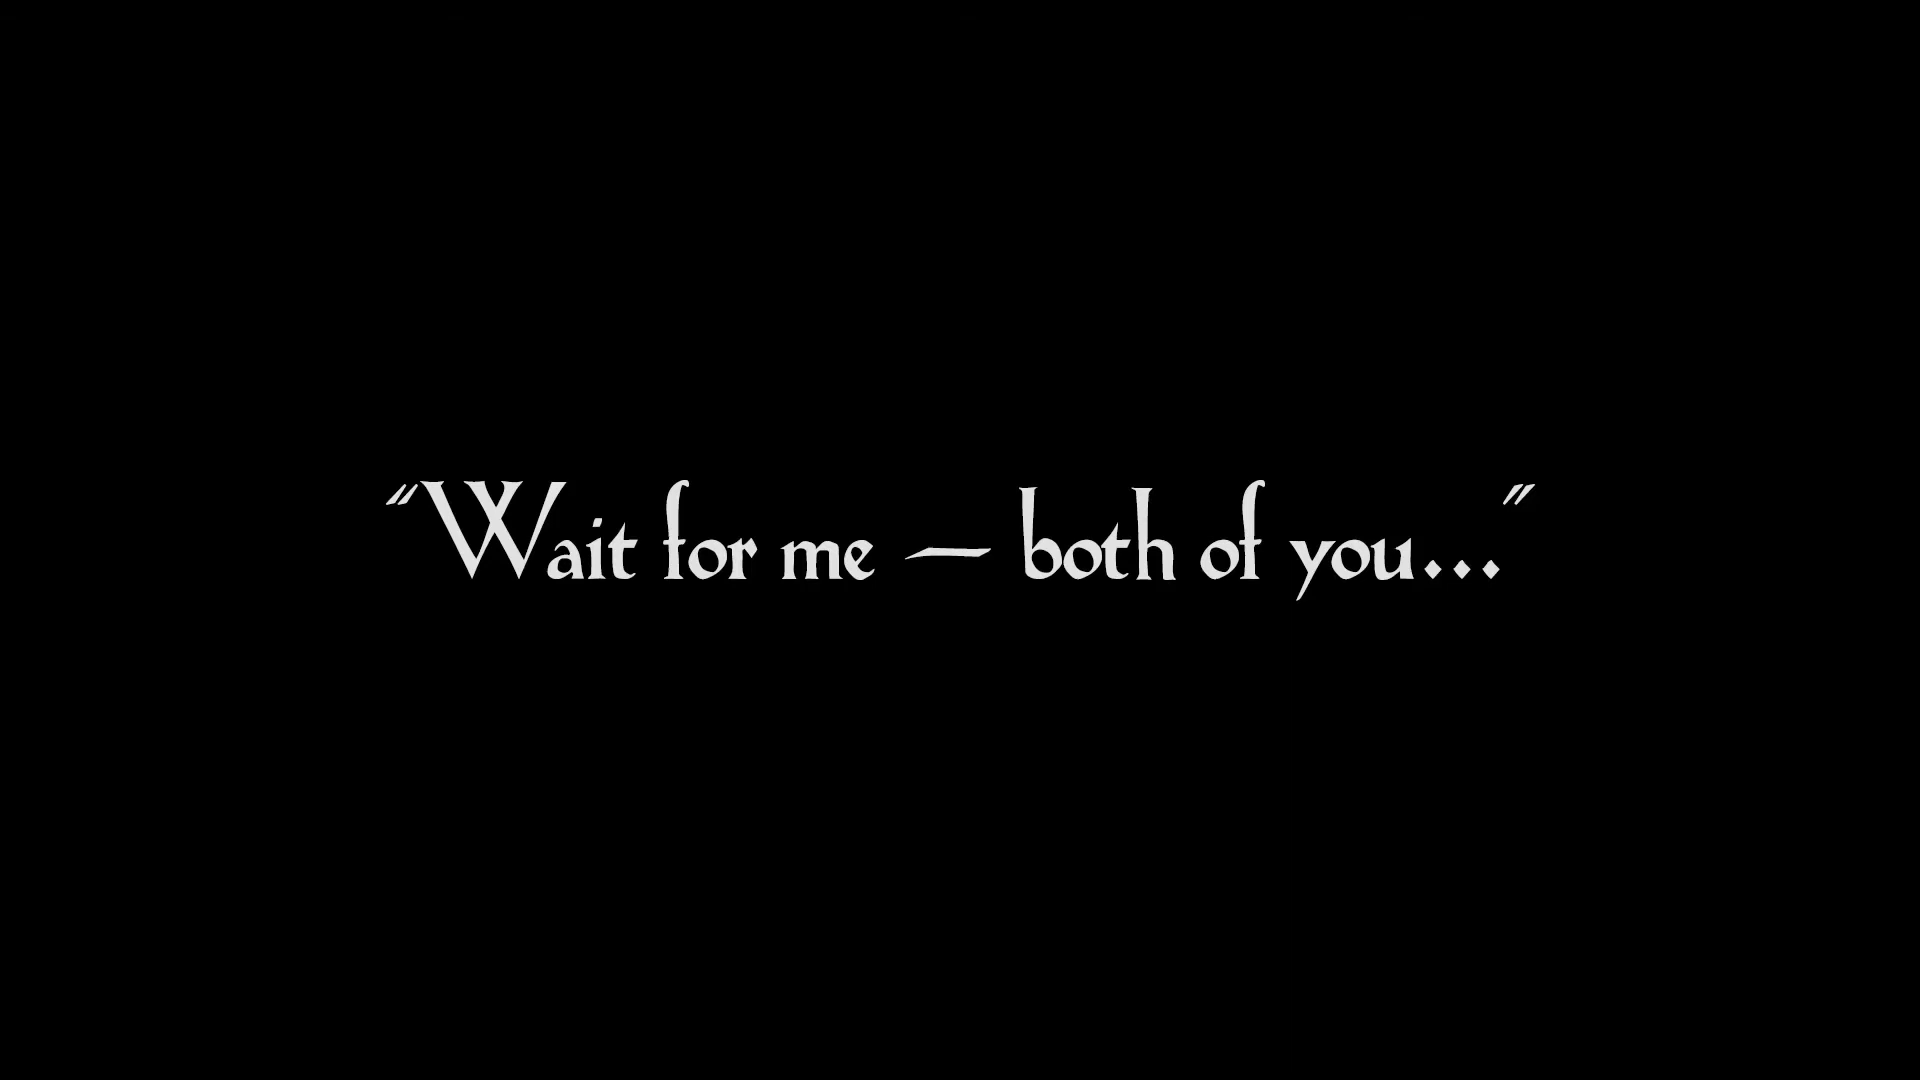 “Wait for me — both of you...”